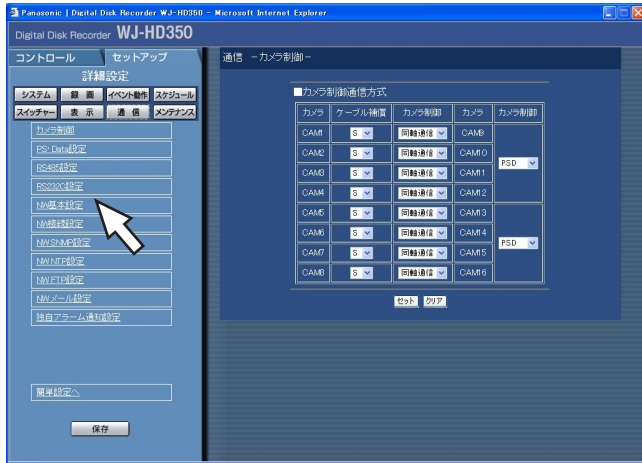 Panasonic | Digital Disk Recorder WJ-HD350 - Microsoft Internet Explorer
Digital Disk Recorder WJ-HD350
コントロール セットアップ
詳細設定
システム 録 画 イベント動作 スケジュール
スイッチャー 表 示 通 信 メンテナンス
カメラ制御
PS･Data設定
RS485設定
RS232C設定
NW基本設定
NW接続設定
NW SNMP設定
NW NTP設定
NW FTP設定
NW メール設定
独自アラーム通知設定
簡単設定へ
保存
通信 －カメラ制御－
■カメラ制御通信方式
カメラ ケーブル補償 カメラ制御 カメラ カメラ制御
CAM1 S 同軸通信 CAM9
CAM2 S 同軸通信 CAM10
PSD
CAM3 S 同軸通信 CAM11
CAM4 S 同軸通信 CAM12
CAM5 S 同軸通信 CAM13
CAM6 S 同軸通信 CAM14
PSD
CAM7 S 同軸通信 CAM15
CAM8 S 同軸通信 CAM16
セット クリア